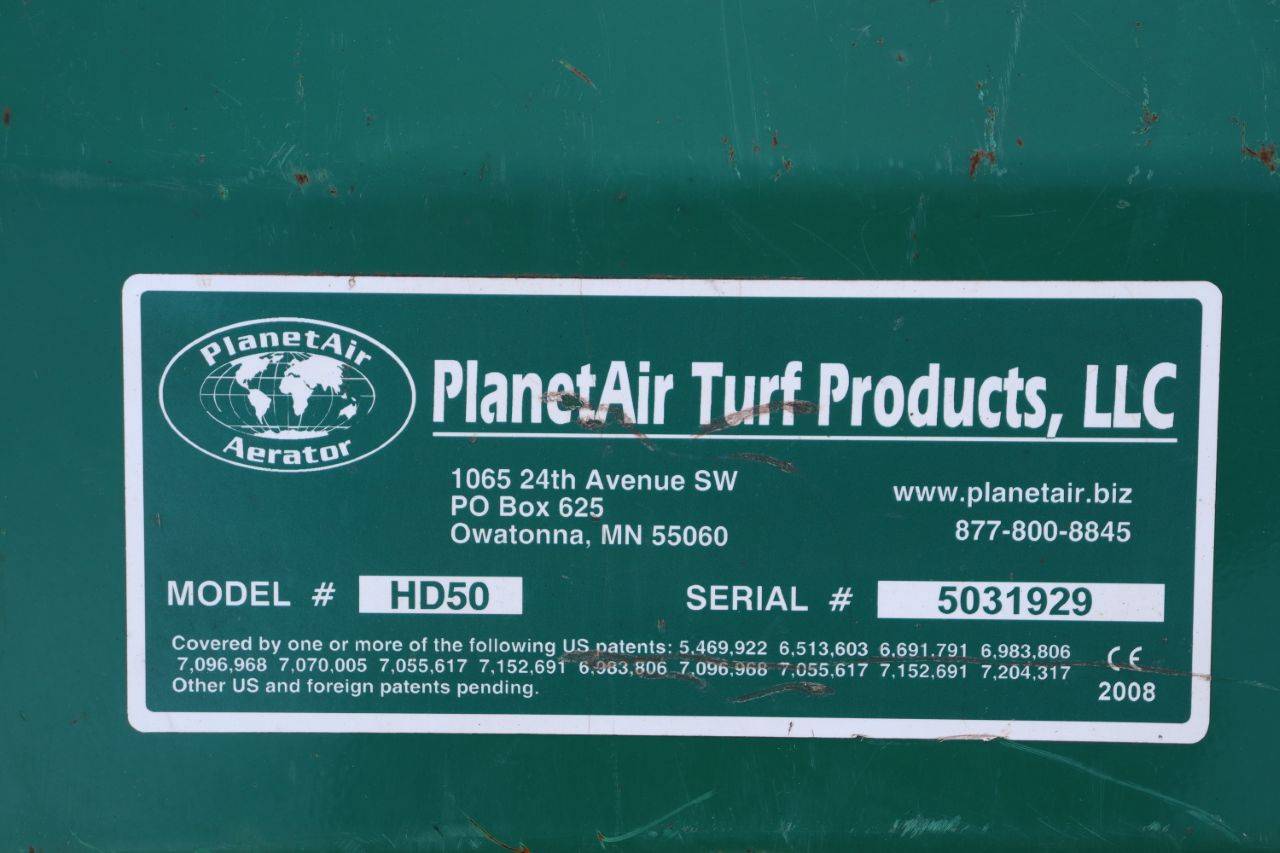 PlanetAir
Aerator
PlanetAir Turf Products, LLC
1065 24th Avenue SW
PO Box 625
Owatonna, MN 55060
www.planetair.biz
877-800-8845
MODEL # HD50
SERIAL # 5031929
Covered by one or more of the following US patents: 5,469,922 6,513,603 6,691.791 6,983,806
7,096,968 7,070,005 7,055,617 7,152,691 6,983,806 7,096,968 7,055,617 7,152,691 7,204,317
Other US and foreign patents pending.
CE
2008